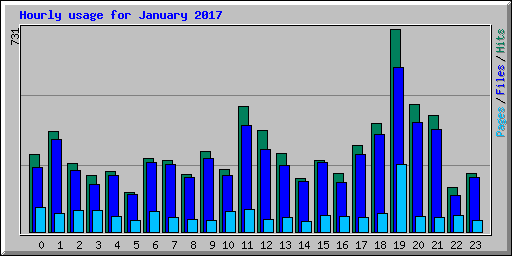 Hourly usage for January 2017
731
Pages / Files / Hits
0 1 2 3 4 5 6 7 8 9 10 11 12 13 14 15 16 17 18 19 20 21 22 23